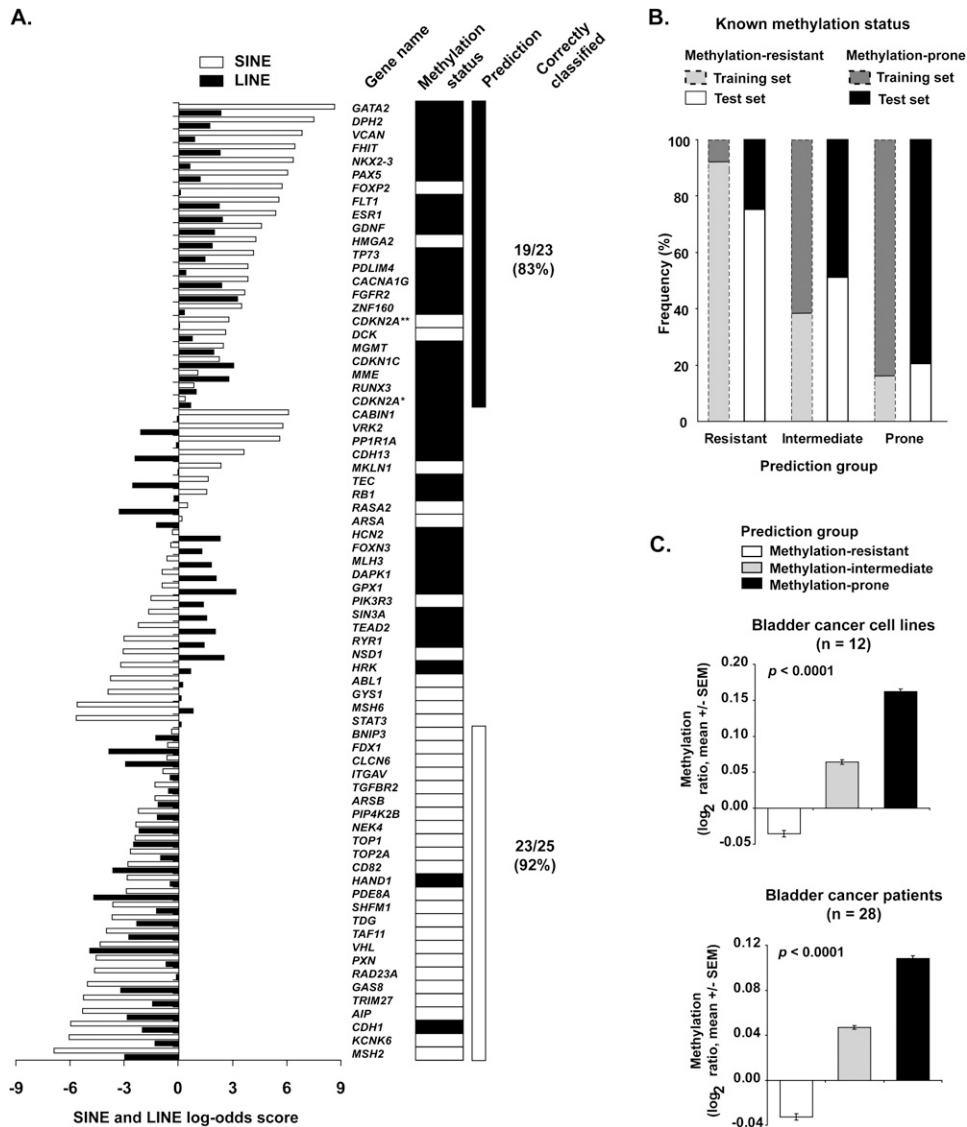 A.
SINE
LINE
Gene name
Methylation
status
Prediction
Correctly
classified
GATA2
DPH2
VCAN
FHIT
NKX2-3
PAX5
FOXP2
FLT1
ESR1
GDNF
HMGA2
TP73
PDLIM4
CACNA1G
FGFR2
ZNF160
CDKN2A**
DCK
MGMT
CDKN1C
MME
RUNX3
CDKN2A*
CABIN1
VRK2
PP1R1A
CDH13
MKLN1
TEC
RB1
RASA2
ARSA
HCN2
FOXN3
MLH3
DAPK1
GPX1
PIK3R3
SIN3A
TEAD2
RYR1
NSD1
HRK
ABL1
GYS1
MSH6
STAT3
BNIP3
FDX1
CLCN6
ITGAV
TGFBR2
ARSB
PIP4K2B
NEK4
TOP1
TOP2A
CD82
HAND1
PDE8A
SHFM1
TDG
TAF11
VHL
PXN
RAD23A
GAS8
TRIM27
AIP
CDH1
KCNK6
MSH2
19/23
(83%)
23/25
(92%)
-9 -6 -3 0 3 6 9
SINE and LINE log-odds score
B.
Known methylation status
Methylation-resistant Methylation-prone
Training set Training set
Test set Test set
100
80
60
40
20
0
Frequency (%)
Resistant Intermediate Prone
Prediction group
C.
Prediction group
Methylation-resistant
Methylation-intermediate
Methylation-prone
Bladder cancer cell lines
(n = 12)
p < 0.0001
0.20
0.15
0.10
0.05
0.00
-0.05
Methylation
(log2 ratio, mean +/- SEM)
Bladder cancer patients
(n = 28)
p < 0.0001
0.12
0.08
0.04
0.00
-0.04
Methylation
(log2 ratio, mean +/- SEM)